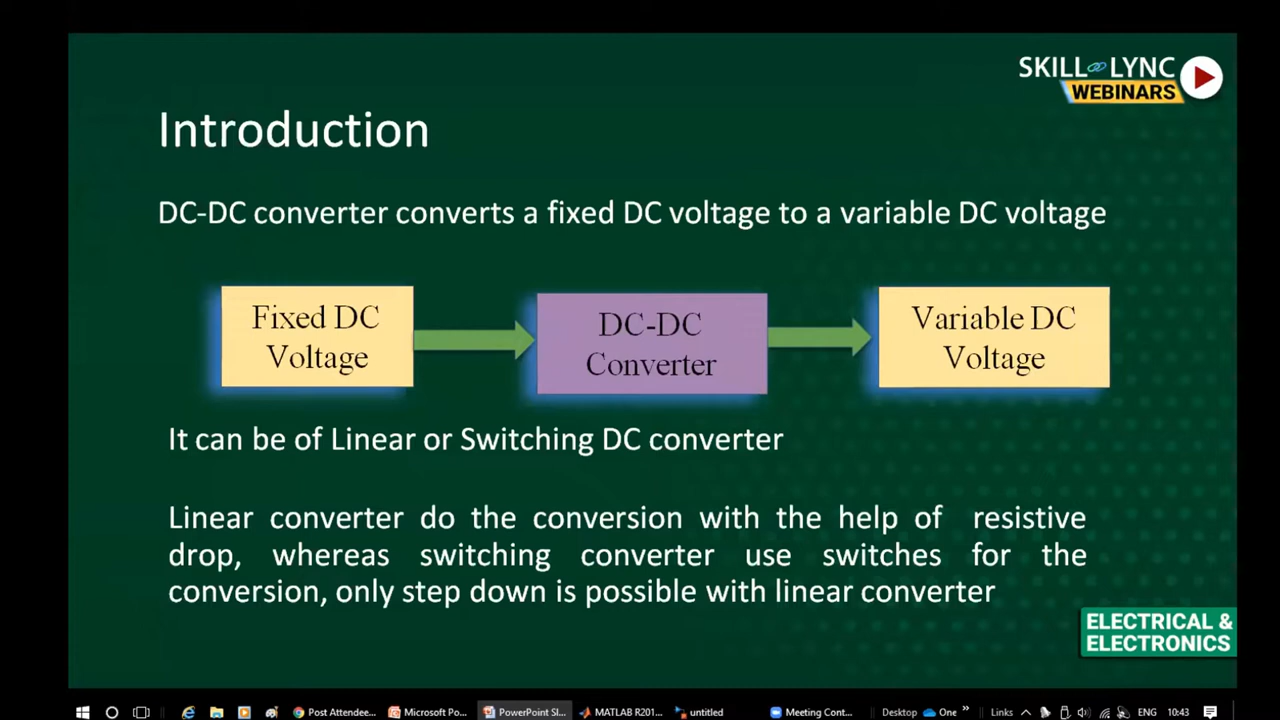 SKILL LYNC
WEBINARS
Introduction
DC-DC converter converts a fixed DC voltage to a variable DC voltage
Fixed DC
Voltage
DC-DC
Converter
Variable DC
Voltage
It can be of Linear or Switching DC converter
Linear converter do the conversion with the help of resistive
drop, whereas switching converter use switches for the
conversion, only step down is possible with linear converter
ELECTRICAL &
ELECTRONICS
Post Attendee... Microsoft Po... PowerPoint Sl... MATLAB R201... untitled Meeting Cont... Desktop One Links ENG 10:43